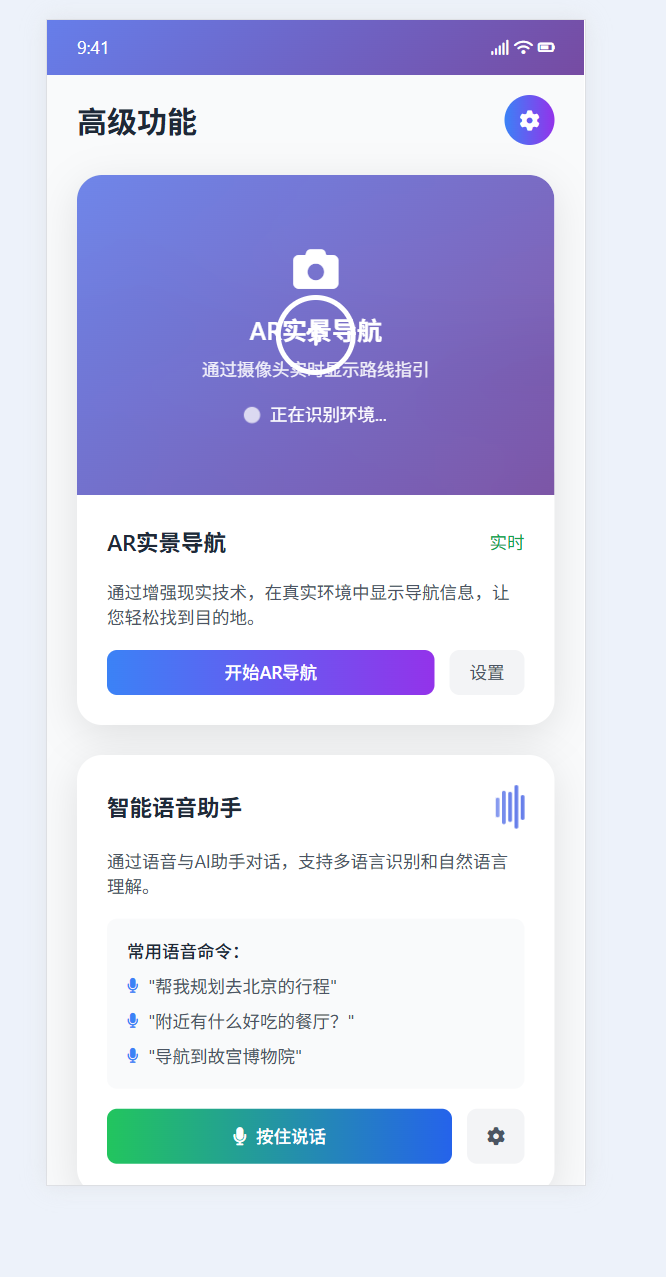 9:41
高级功能
AR实景导航
通过摄像头实时显示路线指引
正在识别环境...
AR实景导航
实时
通过增强现实技术，在真实环境中显示导航信息，让
您轻松找到目的地。
开始AR导航
设置
智能语音助手
通过语音与AI助手对话，支持多语言识别和自然语言
理解。
常用语音命令：
"帮我规划去北京的行程"
"附近有什么好吃的餐厅？"
"导航到故宫博物院"
按住说话